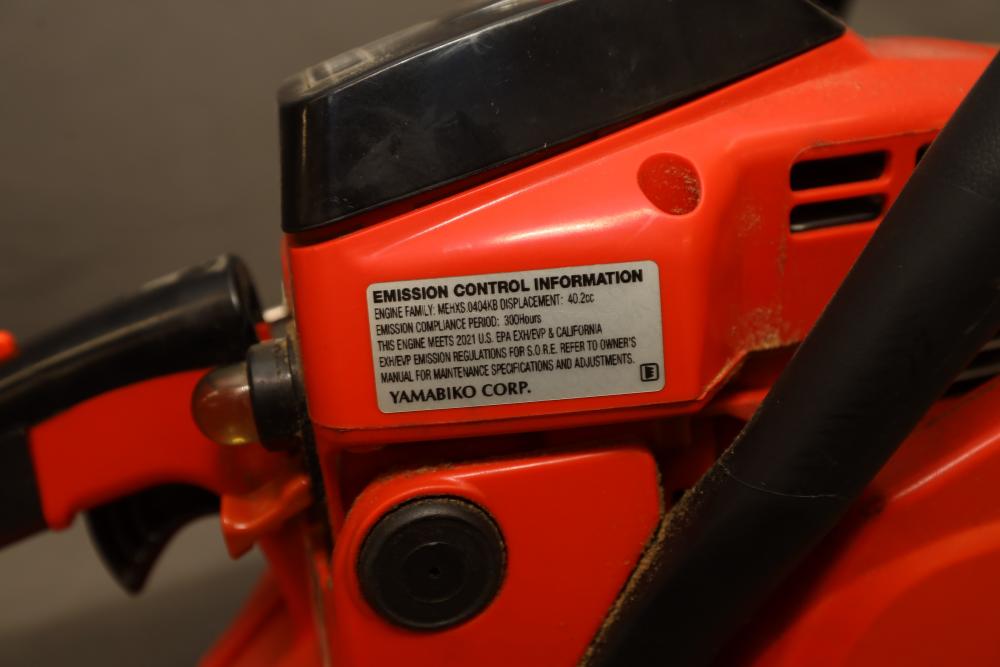 EMISSION CONTROL INFORMATION
ENGINE FAMILY: MEHXS.0404KB DISPLACEMENT: 40.2cc
EMISSION COMPLIANCE PERIOD: 300Hours
THIS ENGINE MEETS 2021 U.S. EPA EXH/EVP & CALIFORNIA
EXH/EVP EMISSION REGULATIONS FOR S.O.R.E. REFER TO OWNER'S
MANUAL FOR MAINTENANCE SPECIFICATIONS AND ADJUSTMENTS.
YAMABIKO CORP.